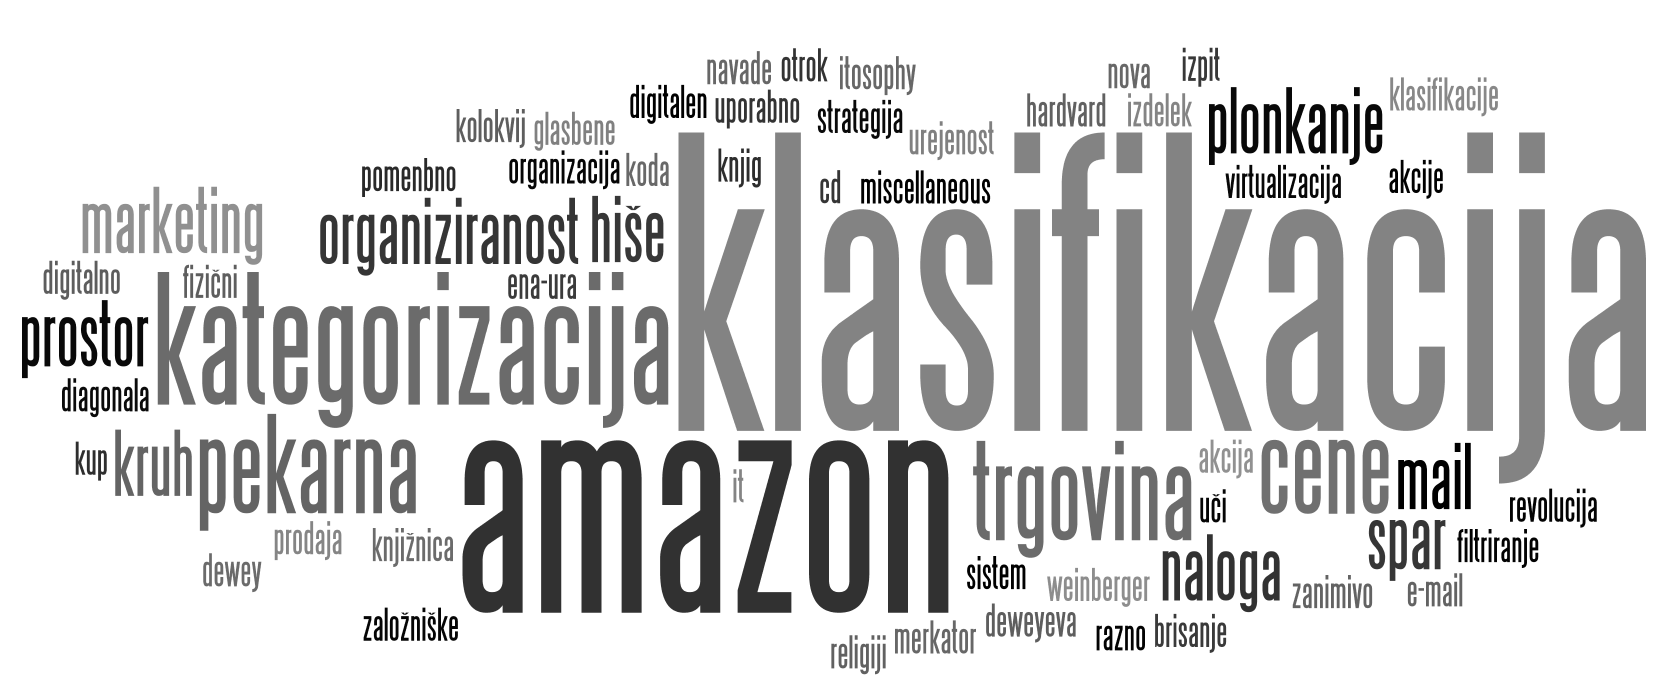 navade
otrok
itosophy
nova
izpit
digitalen
uporabno
strategija
hardvard
izdelek
plonkanje
klasifikacije
kolokvij
glasbene
urejenost
pomenbno
organizacija
koda
knjig
cd
miscellaneous
virtualizacija
akcije
marketing
organiziranost
hiše
klasifikacija
digitalno
fizični
ena-ura
prostor
kategorizacija
diagonala
kup
kruh
pekarna
amazon
it
trgovina
akcija
cene
mail
uči
revolucija
prodaja
knjižnica
spar
filtriranje
dewey
sistem
weinberger
naloga
zanimivo
e-mail
založniške
religiji
merkator
deweyeva
razno
brisanje